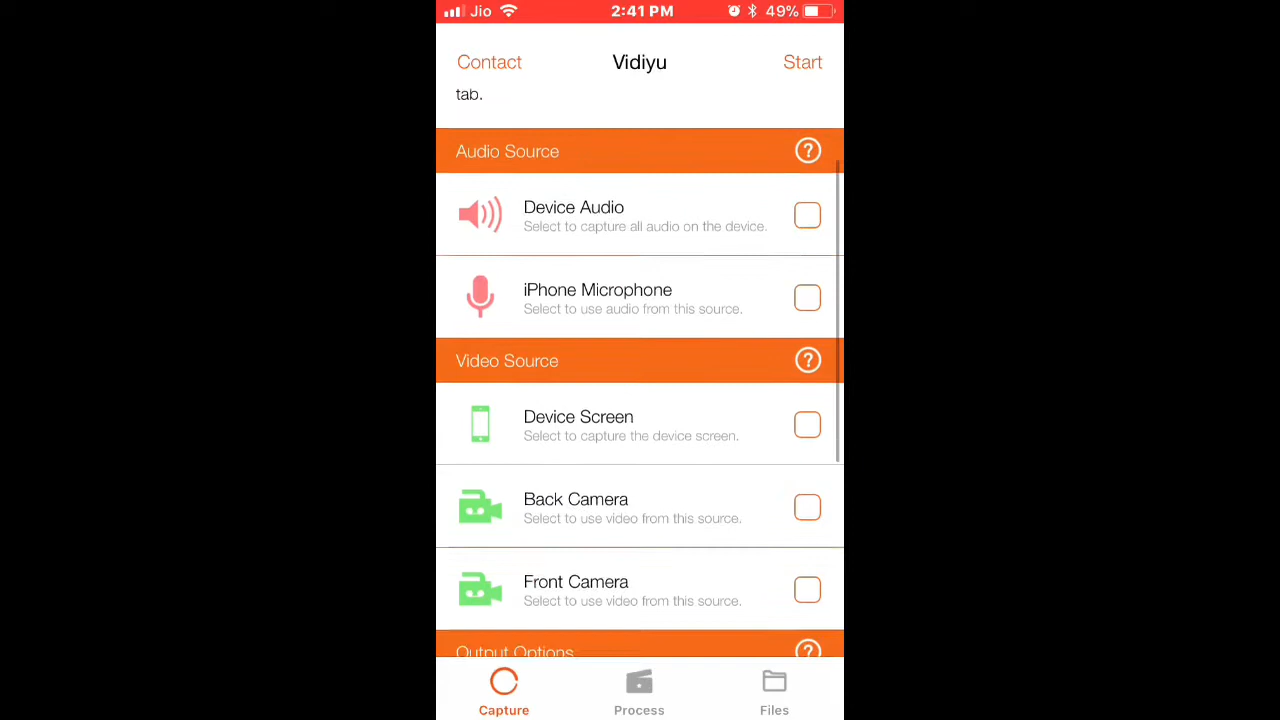 Jio 2:41 PM 49%
Contact Vidiyu Start
tab.
Audio Source ?
Device Audio
Select to capture all audio on the device.
iPhone Microphone
Select to use audio from this source.
Video Source ?
Device Screen
Select to capture the device screen.
Back Camera
Select to use video from this source.
Front Camera
Select to use video from this source.
Output Options ?
Capture Process Files